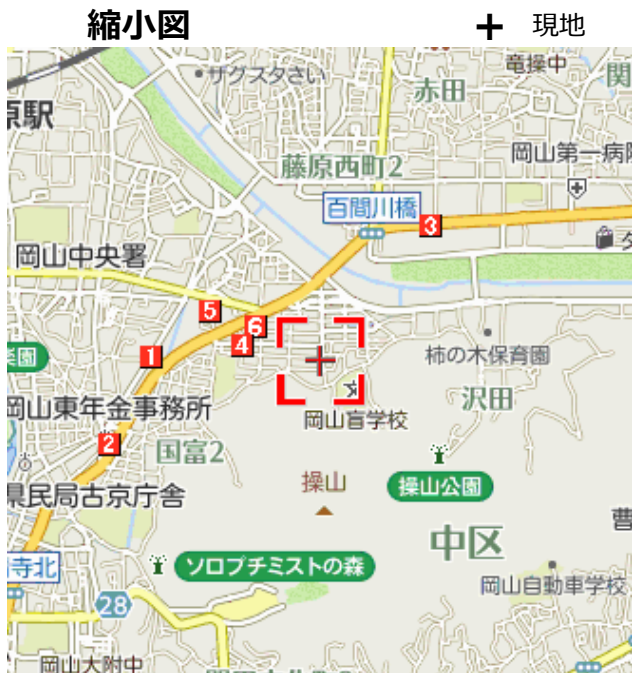 縮小図
現地
ザグスタさい
竜操中
関
赤田
原駅
岡山第一病院
藤原西町2
百間川橋
3
岡山中央署
5
6
4
1
楽園
柿の木保育園
岡山東年金事務所
沢田
岡山盲学校
2
国富2
操山
操山公園
県民局古京庁舎
曹
中区
寺北
ソロプチミストの森
岡山自動車学校
28
岡山大附中